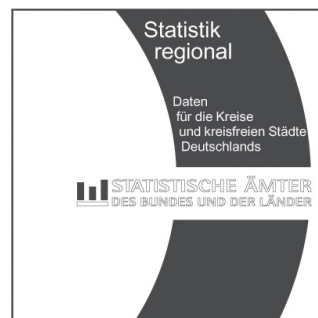 Statistik
regional
Daten
für die Kreise
und kreisfreien Städte
Deutschlands
STATISTISCHE ÄMTER
DES BUNDES UND DER LÄNDER